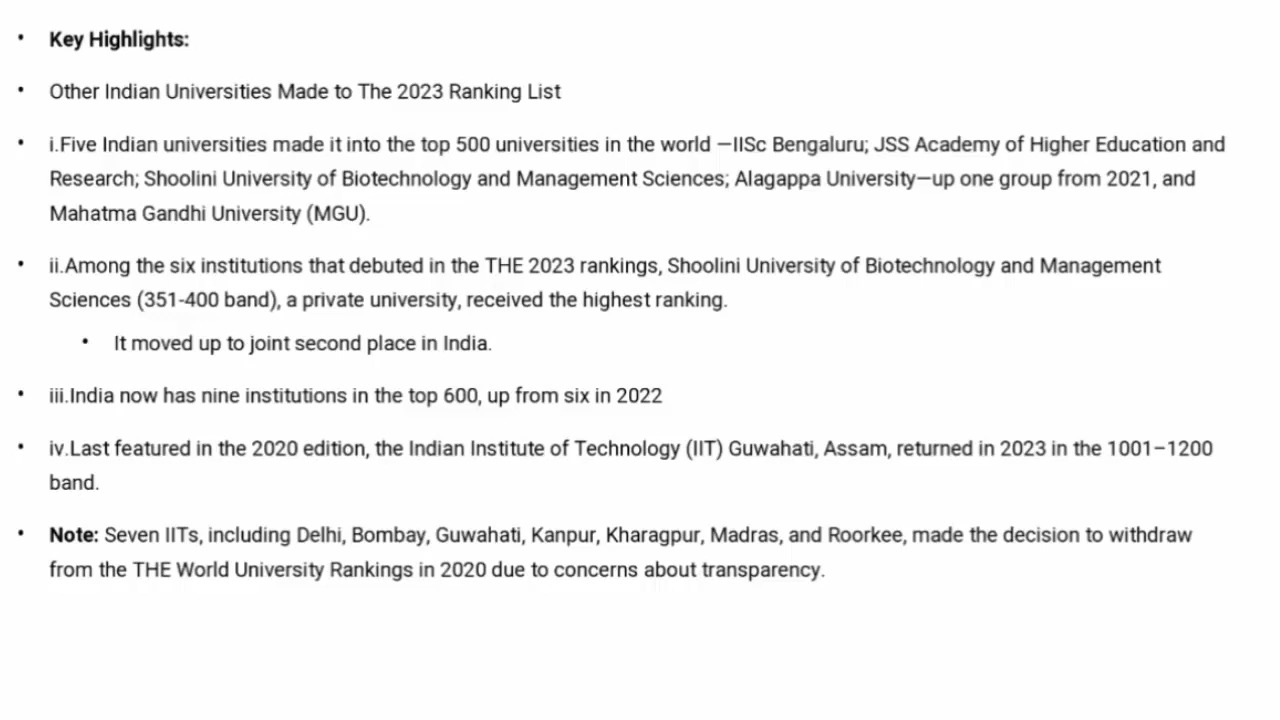 • Key Highlights:
• Other Indian Universities Made to The 2023 Ranking List
• i.Five Indian universities made it into the top 500 universities in the world —IISc Bengaluru; JSS Academy of Higher Education and
Research; Shoolini University of Biotechnology and Management Sciences; Alagappa University—up one group from 2021, and
Mahatma Gandhi University (MGU).
• ii.Among the six institutions that debuted in the THE 2023 rankings, Shoolini University of Biotechnology and Management
Sciences (351-400 band), a private university, received the highest ranking.
• It moved up to joint second place in India.
• iii.India now has nine institutions in the top 600, up from six in 2022
• iv.Last featured in the 2020 edition, the Indian Institute of Technology (IIT) Guwahati, Assam, returned in 2023 in the 1001–1200
band.
• Note: Seven IITs, including Delhi, Bombay, Guwahati, Kanpur, Kharagpur, Madras, and Roorkee, made the decision to withdraw
from the THE World University Rankings in 2020 due to concerns about transparency.